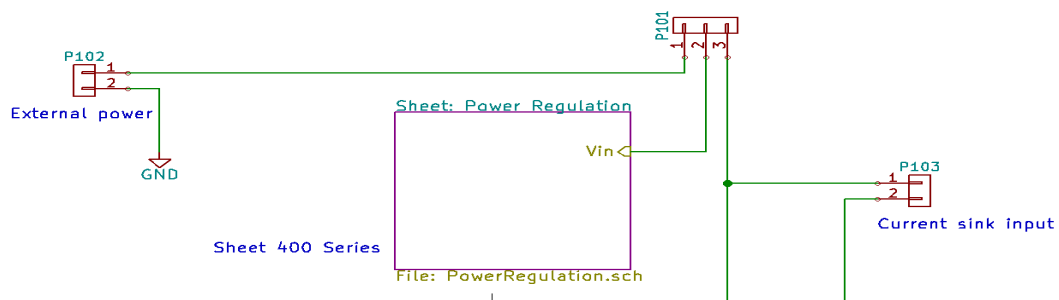 P101
1
2
3
P102
1
2
External power
GND
Sheet: Power Regulation
Vin
P103
1
2
Current sink input
Sheet 400 Series
File: PowerRegulation.sch